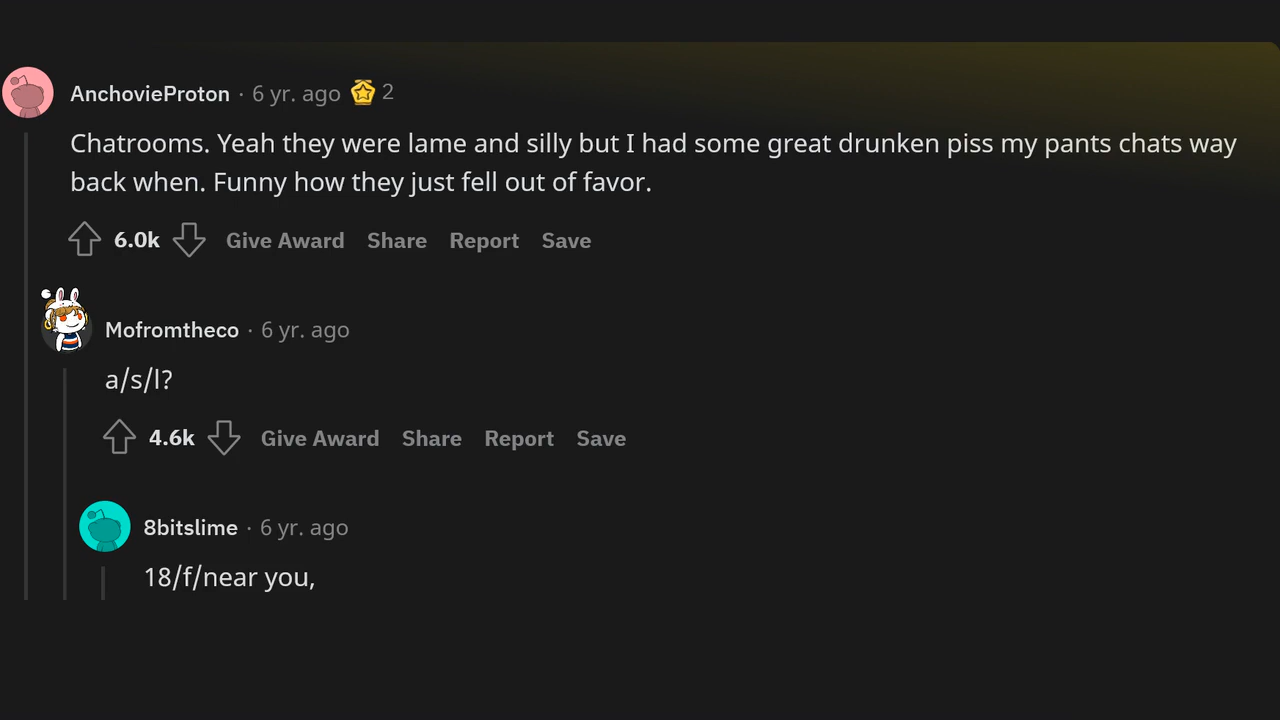 AnchovieProton · 6 yr. ago 2
Chatrooms. Yeah they were lame and silly but I had some great drunken piss my pants chats way
back when. Funny how they just fell out of favor.
6.0k Give Award Share Report Save
Mofromtheco · 6 yr. ago
a/s/l?
4.6k Give Award Share Report Save
8bitslime · 6 yr. ago
18/f/near you,